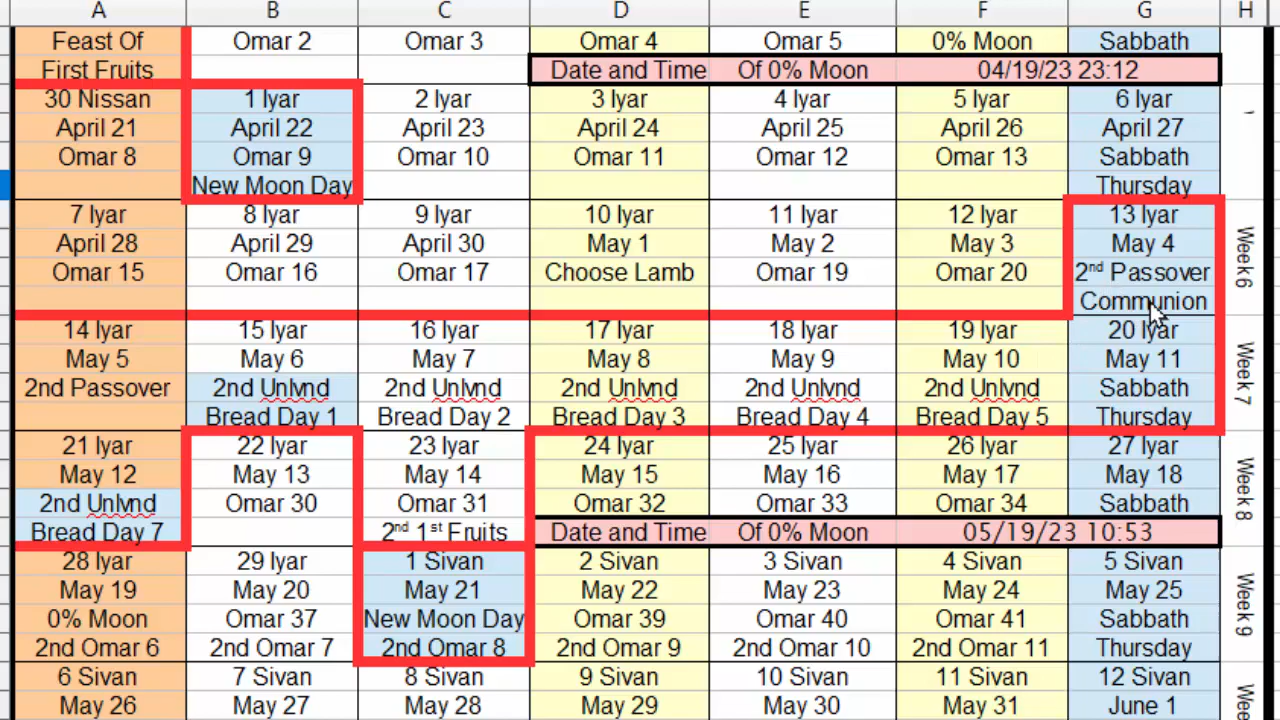 A B C D E F G H
Feast Of Omar 2 Omar 3 Omar 4 Omar 5 0% Moon Sabbath
First Fruits Date and Time Of 0% Moon 04/19/23 23:12
30 Nissan 1 Iyar 2 Iyar 3 Iyar 4 Iyar 5 Iyar 6 Iyar
April 21 April 22 April 23 April 24 April 25 April 26 April 27
Omar 8 Omar 9 Omar 10 Omar 11 Omar 12 Omar 13 Sabbath
New Moon Day Thursday
7 Iyar 8 Iyar 9 Iyar 10 Iyar 11 Iyar 12 Iyar 13 Iyar
April 28 April 29 April 30 May 1 May 2 May 3 May 4
Omar 15 Omar 16 Omar 17 Choose Lamb Omar 19 Omar 20 2nd Passover
Communion
Week 6
14 Iyar 15 Iyar 16 Iyar 17 Iyar 18 Iyar 19 Iyar 20 Iyar
May 5 May 6 May 7 May 8 May 9 May 10 May 11
2nd Passover 2nd Unlvnd 2nd Unlvnd 2nd Unlvnd 2nd Unlvnd 2nd Unlvnd Sabbath
Bread Day 1 Bread Day 2 Bread Day 3 Bread Day 4 Bread Day 5 Thursday
Week 7
21 Iyar 22 Iyar 23 Iyar 24 Iyar 25 Iyar 26 Iyar 27 Iyar
May 12 May 13 May 14 May 15 May 16 May 17 May 18
2nd Unlvnd Omar 30 Omar 31 Omar 32 Omar 33 Omar 34 Sabbath
Bread Day 7 2nd 1st Fruits Date and Time Of 0% Moon 05/19/23 10:53
Week 8
28 Iyar 29 Iyar 1 Sivan 2 Sivan 3 Sivan 4 Sivan 5 Sivan
May 19 May 20 May 21 May 22 May 23 May 24 May 25
0% Moon Omar 37 New Moon Day Omar 39 Omar 40 Omar 41 Sabbath
2nd Omar 6 2nd Omar 7 2nd Omar 8 2nd Omar 9 2nd Omar 10 2nd Omar 11 Thursday
Week 9
6 Sivan 7 Sivan 8 Sivan 9 Sivan 10 Sivan 11 Sivan 12 Sivan
May 26 May 27 May 28 May 29 May 30 May 31 June 1